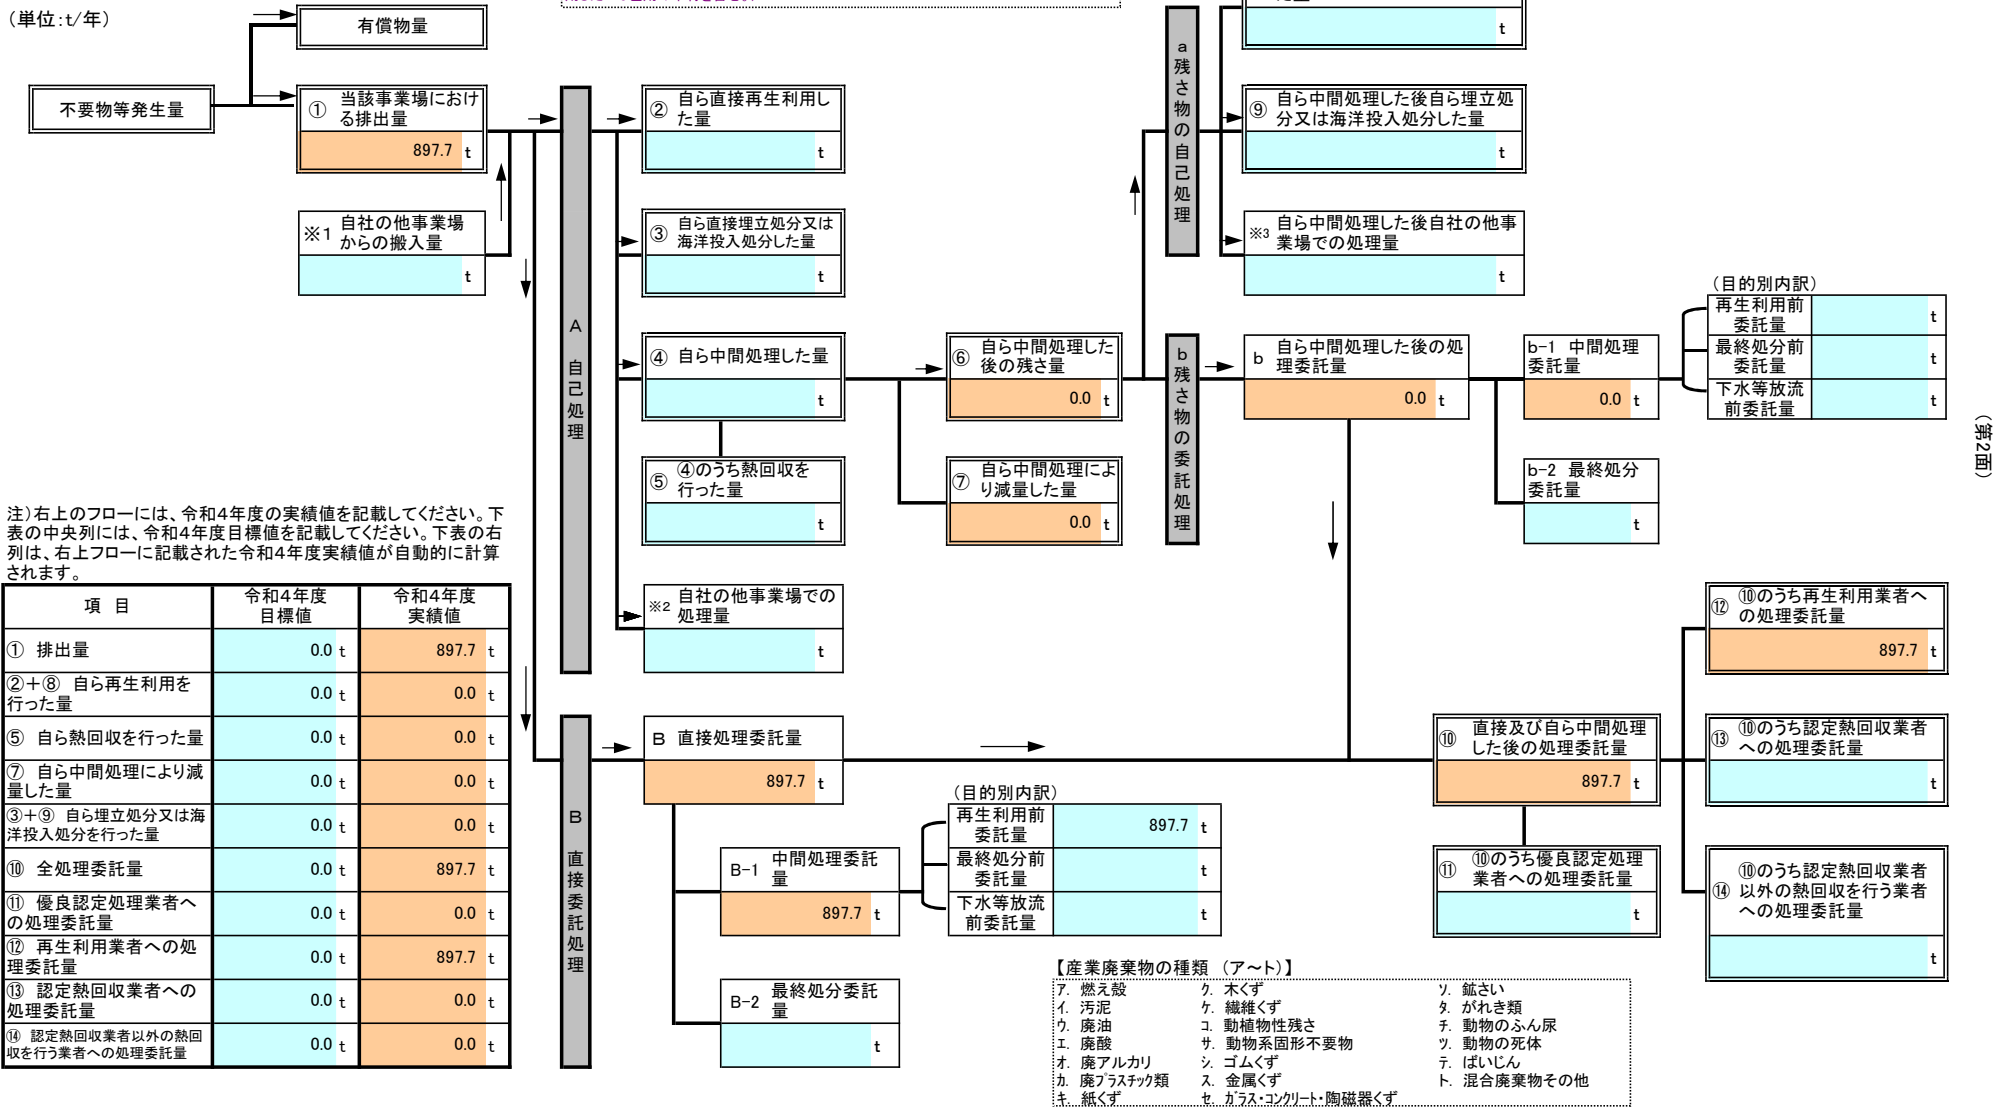 (単位:t/年)
有償物量
t
不要物等発生量
① 当該事業場におけ
る排出量
897.7 t
※1 自社の他事業場
からの搬入量
t
A 自己処理
② 自ら直接再生利用し
た量
t
③ 自ら直接埋立処分又は
海洋投入処分した量
t
④ 自ら中間処理した量
t
⑤ ④のうち熱回収を
行った量
t
※2 自社の他事業場での
処理量
t
⑥ 自ら中間処理した
後の残さ量
0.0 t
⑦ 自ら中間処理によ
り減量した量
0.0 t
a 残さ物の自己処理
⑨ 自ら中間処理した後自ら埋立処
分又は海洋投入処分した量
t
※3 自ら中間処理した後自社の他事
業場での処理量
t
b 残さ物の委託処理
b 自ら中間処理した後の処
理委託量
0.0 t
b-1 中間処理
委託量
0.0 t
b-2 最終処分
委託量
t
(目的別内訳)
再生利用前
委託量
t
最終処分前
委託量
t
下水等放流
前委託量
t
(第2面)
注)右上のフローには、令和4年度の実績値を記載してください。下
表の中央列には、令和4年度目標値を記載してください。下表の右
列は、右上フローに記載された令和4年度実績値が自動的に計算
されます。
項 目 令和4年度
目標値 令和4年度
実績値
① 排出量 0.0 t 897.7 t
②+⑧ 自ら再生利用を
行った量 0.0 t 0.0 t
⑤ 自ら熱回収を行った量 0.0 t 0.0 t
⑦ 自ら中間処理により減
量した量 0.0 t 0.0 t
③+⑨ 自ら埋立処分又は海
洋投入処分を行った量 0.0 t 0.0 t
⑩ 全処理委託量 0.0 t 897.7 t
⑪ 優良認定処理業者へ
の処理委託量 0.0 t 0.0 t
⑫ 再生利用業者への処
理委託量 0.0 t 897.7 t
⑬ 認定熱回収業者への
処理委託量 0.0 t 0.0 t
⑭ 認定熱回収業者以外の熱回
収を行う業者への処理委託量 0.0 t 0.0 t
B 直接委託処理
B 直接処理委託量
897.7 t
B-1 中間処理委託
量
897.7 t
B-2 最終処分委託
量
t
(目的別内訳)
再生利用前
委託量
897.7 t
最終処分前
委託量
t
下水等放流
前委託量
t
⑩ 直接及び自ら中間処理
した後の処理委託量
897.7 t
⑪ ⑩のうち優良認定処理
業者への処理委託量
t
⑫ ⑩のうち再生利用業者へ
の処理委託量
897.7 t
⑬ ⑩のうち認定熱回収業者
への処理委託量
t
⑭ ⑩のうち認定熱回収業者
以外の熱回収を行う業者
への処理委託量
t
【産業廃棄物の種類 (ア~ト)】
ア. 燃え殻 ク. 木くず ソ. 鉱さい
イ. 汚泥 ケ. 繊維くず タ. がれき類
ウ. 廃油 コ. 動植物性残さ チ. 動物のふん尿
エ. 廃酸 サ. 動物系固形不要物 ツ. 動物の死体
オ. 廃アルカリ シ. ゴムくず テ. ばいじん
カ. 廃プラスチック類 ス. 金属くず ト. 混合廃棄物その他
キ. 紙くず セ. ガラス・コンクリート・陶磁器くず